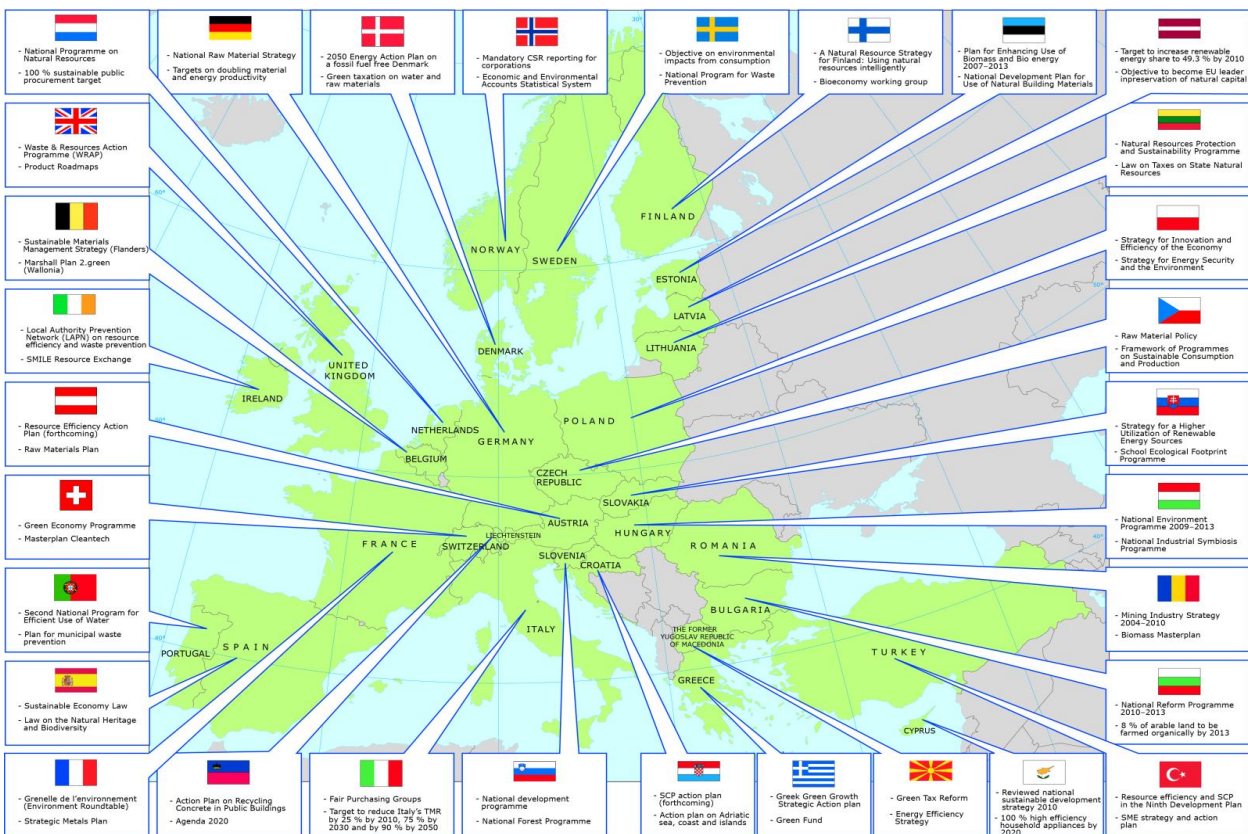 - National Programme on
Natural Resources
- 100 % sustainable public
procurement target
- National Raw Material Strategy
- Targets on doubling material
and energy productivity
- 2050 Energy Action Plan on
a fossil fuel free Denmark
- Green taxation on water and
raw materials
- Mandatory CSR reporting for
corporations
- Economic and Environmental
Accounts Statistical System
- Objective on environmental
impacts from consumption
- National Program for Waste
Prevention
- A Natural Resource Strategy
for Finland: Using natural
resources intelligently
- Bioeconomy working group
- Plan for Enhancing Use of
Biomass and Bio energy
2007–2013
- National Development Plan for
Use of Natural Building Materials
- Target to increase renewable
energy share to 49.3 % by 2010
- Objective to become EU leader
inpreservation of natural capital
- Waste & Resources Action
Programme (WRAP)
- Product Roadmaps
- Natural Resources Protection
and Sustainability Programme
- Law on Taxes on State Natural
Resources
- Sustainable Materials
Management Strategy (Flanders)
- Marshall Plan 2.green
(Wallonia)
- Strategy for Innovation and
Efficiency of the Economy
- Strategy for Energy Security
and the Environment
- Local Authority Prevention
Network (LAPN) on resource
efficiency and waste prevention
- SMILE Resource Exchange
- Raw Material Policy
- Framework of Programmes
on Sustainable Consumption
and Production
- Resource Efficiency Action
Plan (forthcoming)
- Raw Materials Plan
- Strategy for a Higher
Utilization of Renewable
Energy Sources
- School Ecological Footprint
Programme
- Green Economy Programme
- Masterplan Cleantech
- National Environment
Programme 2009–2013
- National Industrial Symbiosis
Programme
- Second National Program for
Efficient Use of Water
- Plan for municipal waste
prevention
- Mining Industry Strategy
2004–2010
- Biomass Masterplan
- Sustainable Economy Law
- Law on the Natural Heritage
and Biodiversity
- National Reform Programme
2010–2013
- 8 % of arable land to be
farmed organically by 2013
- Grenelle de l'environnement
(Environment Roundtable)
- Strategic Metals Plan
- Action Plan on Recycling
Concrete in Public Buildings
- Agenda 2020
- Fair Purchasing Groups
- Target to reduce Italy's TMR
by 25 % by 2010, 75 % by
2030 and by 90 % by 2050
- National development
programme
- National Forest Programme
- SCP action plan
(forthcoming)
- Action plan on Adriatic
sea, coast and islands
- Greek Green Growth
Strategic Action plan
- Green Fund
- Green Tax Reform
- Energy Efficiency
Strategy
- Reviewed national
sustainable development
strategy 2010
- 100 % high efficiency
household appliances by
2020
- Resource efficiency and SCP
in the Ninth Development Plan
- SME strategy and action
plan
FINLAND
NORWAY
SWEDEN
ESTONIA
LATVIA
LITHUANIA
DENMARK
UNITED
KINGDOM
IRELAND
NETHERLANDS
POLAND
GERMANY
BELGIUM
CZECH
REPUBLIC
SLOVAKIA
AUSTRIA
LIECHTENSTEIN
HUNGARY
FRANCE
SWITZERLAND
ROMANIA
SLOVENIA
CROATIA
BULGARIA
ITALY
THE FORMER
YUGOSLAV REPUBLIC
OF MACEDONIA
SPAIN
PORTUGAL
TURKEY
GREECE
CYPRUS
30°
60°
50°
50°
40°
40°